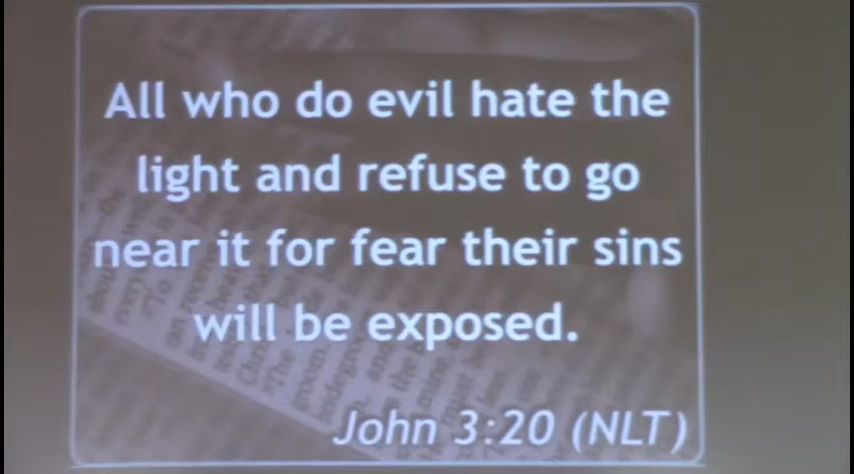 All who do evil hate the
light and refuse to go
near it for fear their sins
will be exposed.
John 3:20 (NLT)